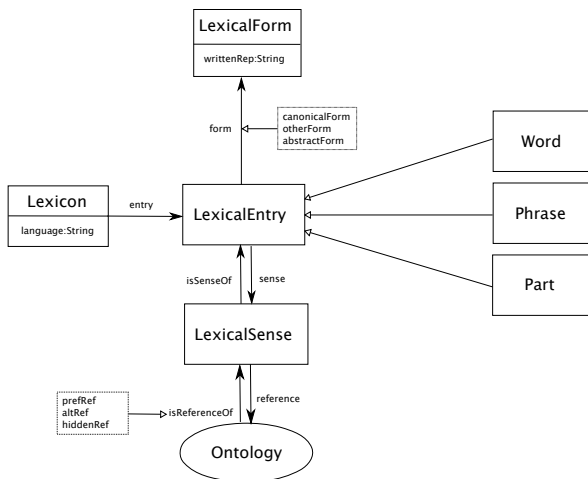 LexicalForm
writtenRep:String
canonicalForm
otherForm
abstractForm
form
Word
Lexicon
language:String
entry
LexicalEntry
Phrase
isSenseOf
sense
Part
LexicalSense
prefRef
altRef
hiddenRef
isReferenceOf
reference
Ontology